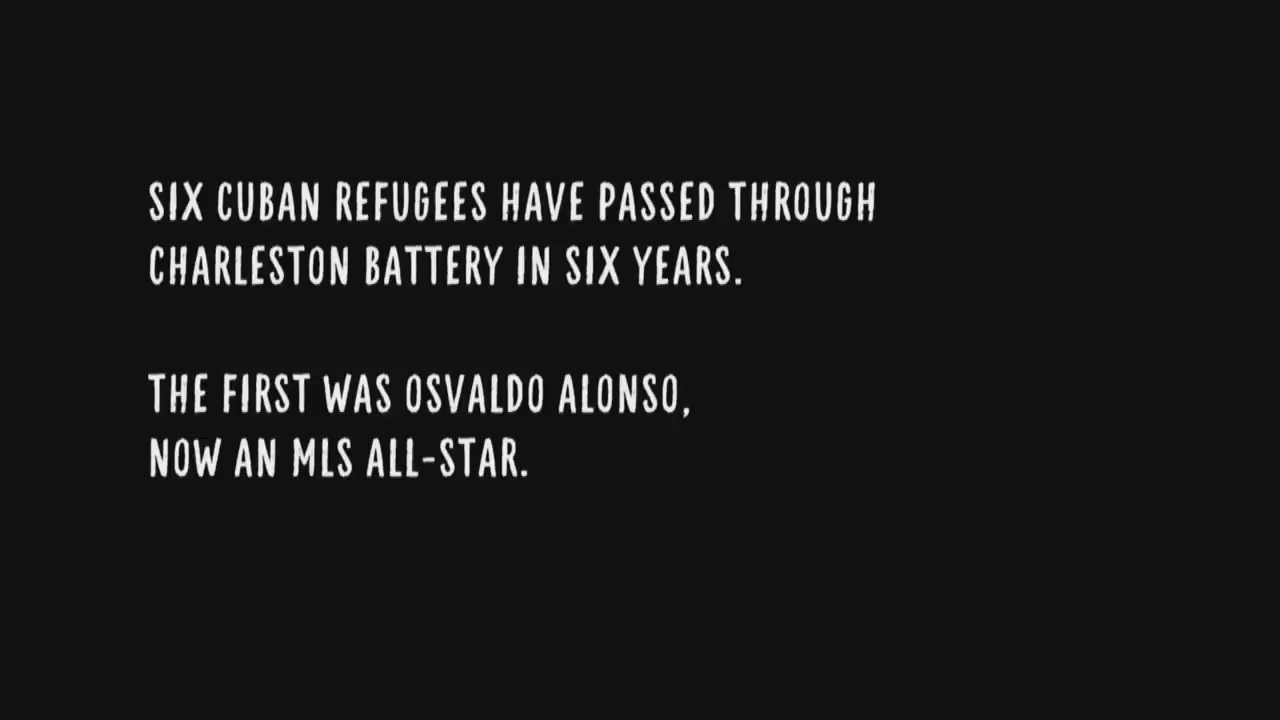 SIX CUBAN REFUGEES HAVE PASSED THROUGH
CHARLESTON BATTERY IN SIX YEARS.
THE FIRST WAS OSVALDO ALONSO,
NOW AN MLS ALL-STAR.